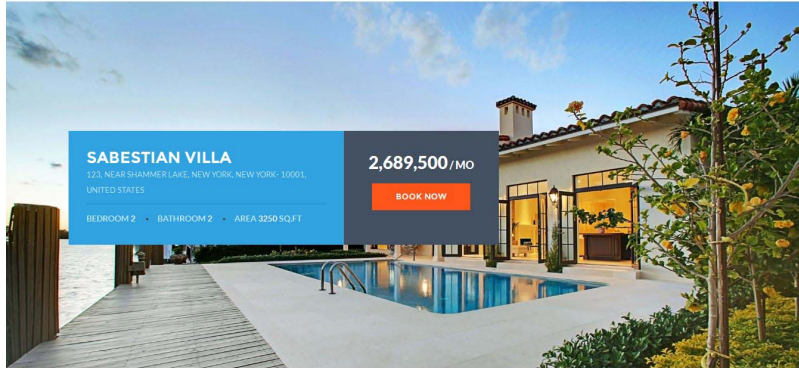 SABESTIAN VILLA
123, NEAR SHAMMER LAKE, NEW YORK, NEW YORK- 10001,
UNITED STATES
BEDROOM 2 • BATHROOM 2 • AREA 3250 SQ.FT
2,689,500 / MO
BOOK NOW